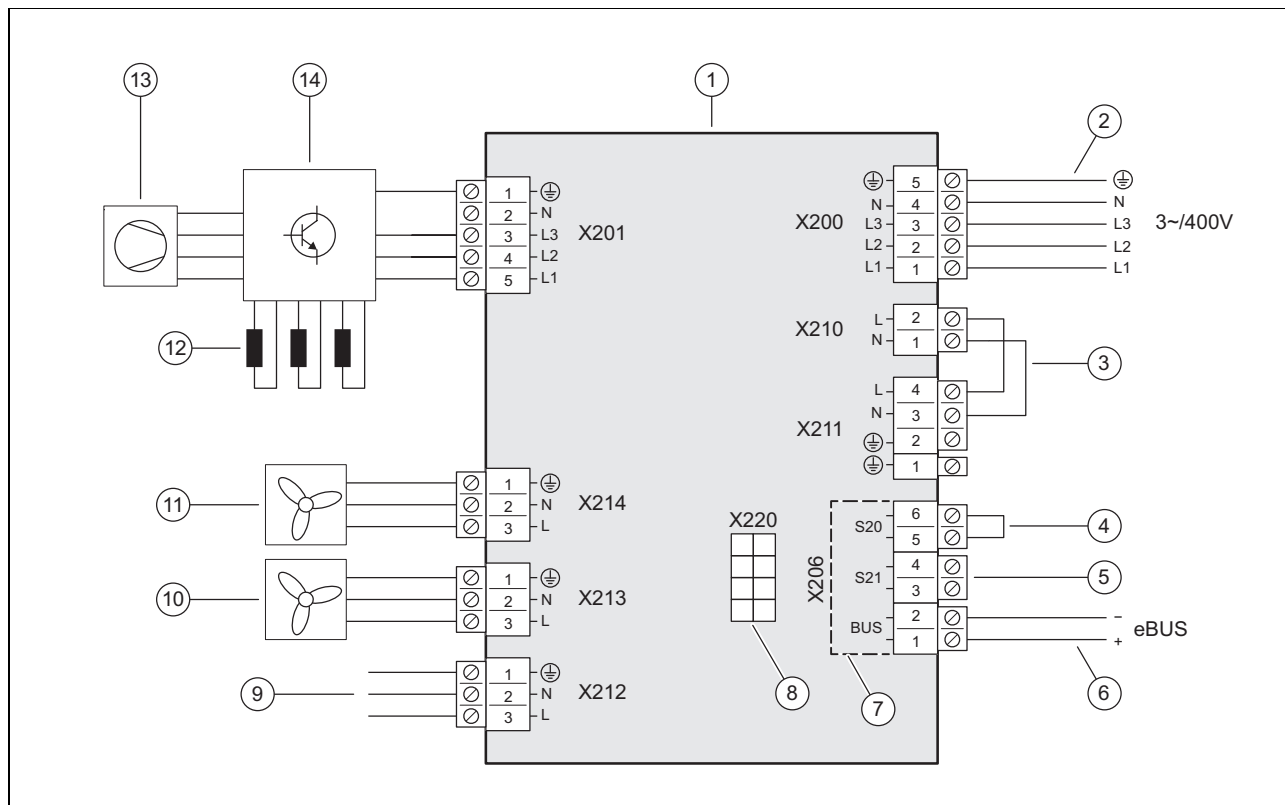 13
14
1
2
5
N 4 N
X200 L3 3 L3 3~/400V
L2 2 L2
L1 1 L1
1
2 N
3 L3 X201
4 L2
5 L1
12
X210 L 2
N 1
3
L 4
N 3
X211 2
1
11
1
2 N X214
3 L
10
1
2 N X213
3 L
9
1
2 N X212
3 L
X220
8
X206
7
S20 6
5
4
S21 4
3
5
BUS 2 −
1 + eBUS
6